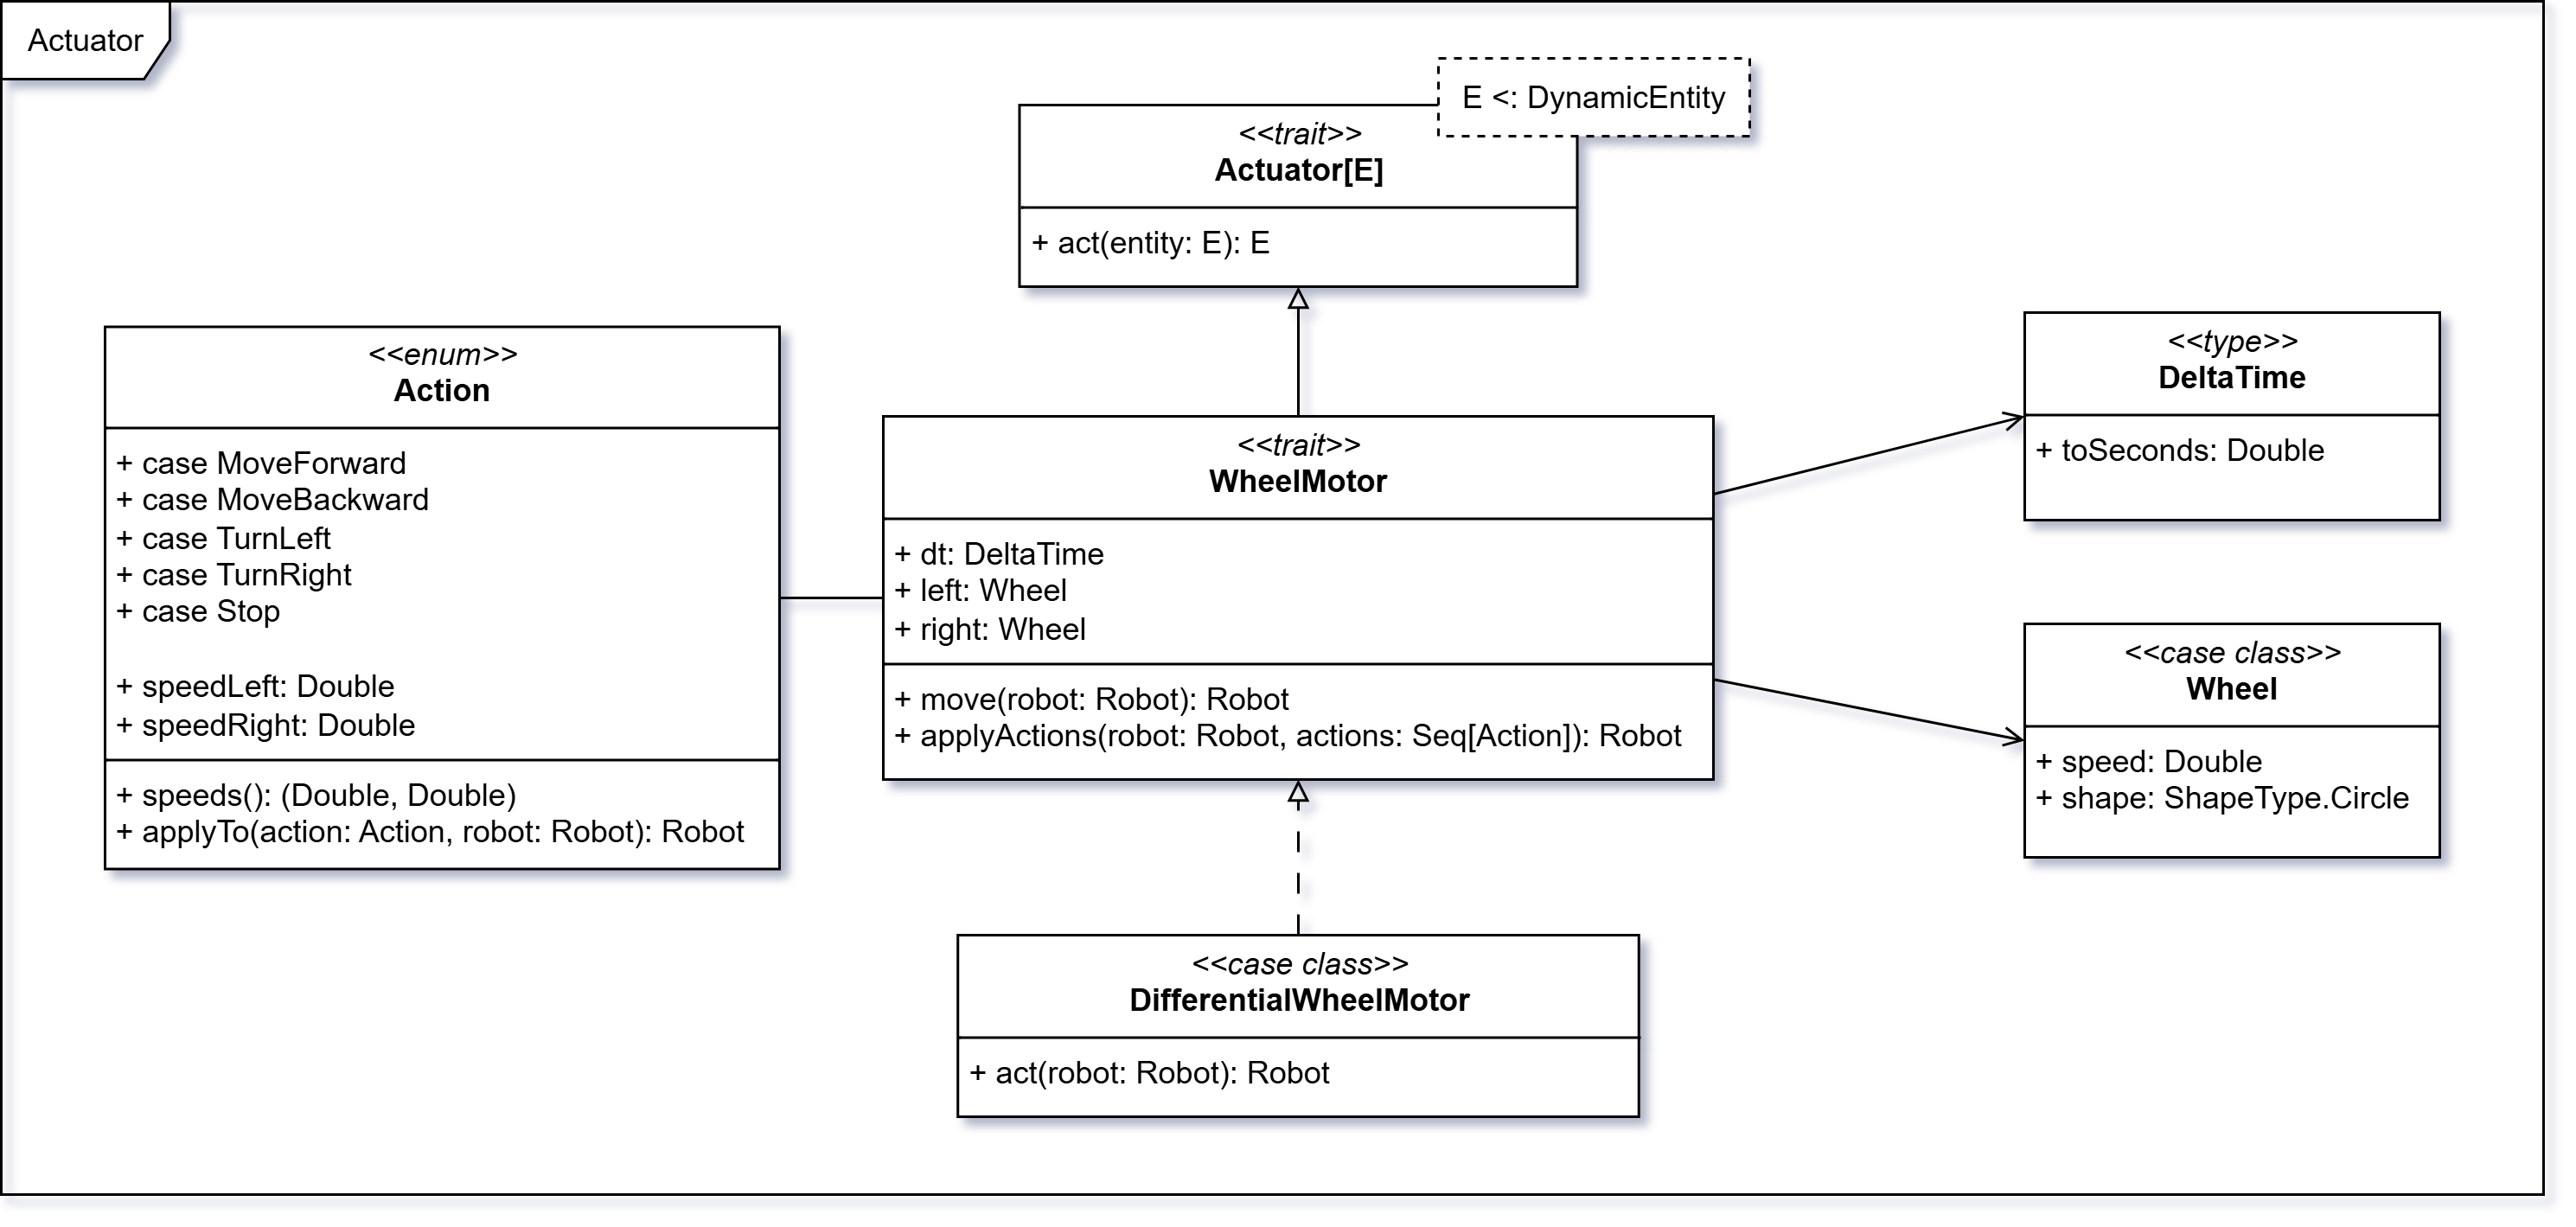 Actuator
E <: DynamicEntity
<<trait>>
Actuator[E]
+ act(entity: E): E
<<enum>>
Action
+ case MoveForward
+ case MoveBackward
+ case TurnLeft
+ case TurnRight
+ case Stop
+ speedLeft: Double
+ speedRight: Double
+ speeds(): (Double, Double)
+ applyTo(action: Action, robot: Robot): Robot
<<trait>>
WheelMotor
+ dt: DeltaTime
+ left: Wheel
+ right: Wheel
+ move(robot: Robot): Robot
+ applyActions(robot: Robot, actions: Seq[Action]): Robot
<<type>>
DeltaTime
+ toSeconds: Double
<<case class>>
Wheel
+ speed: Double
+ shape: ShapeType.Circle
<<case class>>
DifferentialWheelMotor
+ act(robot: Robot): Robot